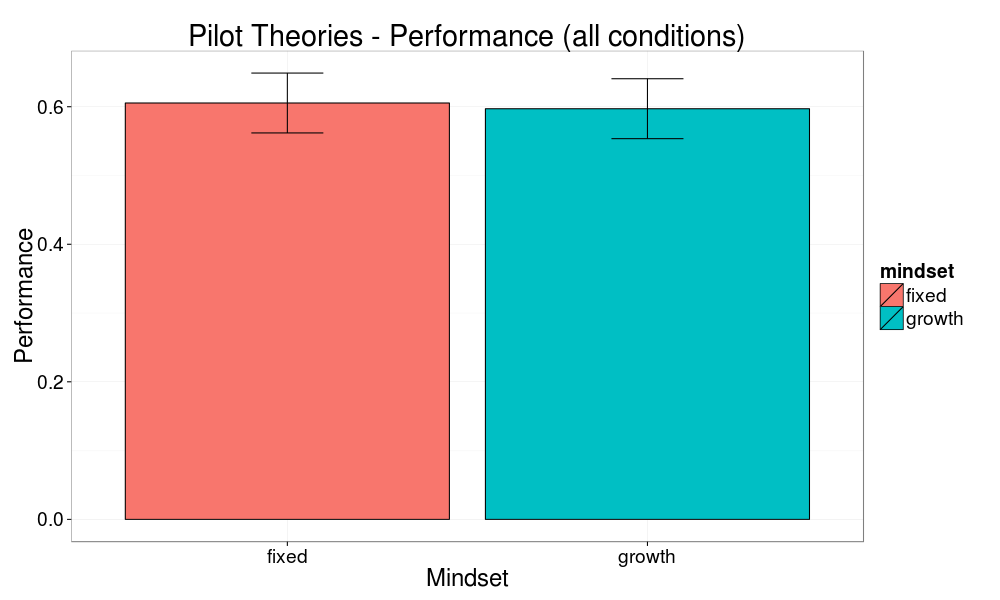 Pilot Theories - Performance (all conditions)
Performance
0.6
0.4
0.2
0.0
fixed
growth
Mindset
mindset
fixed
growth